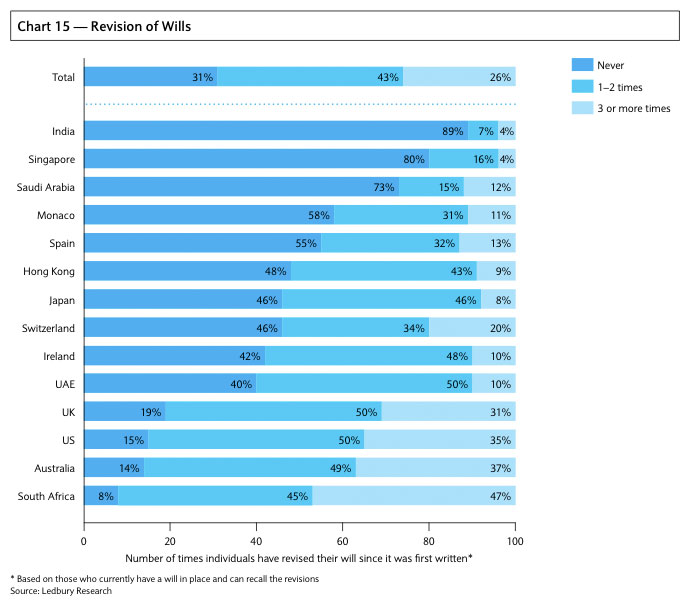 Chart 15 — Revision of Wills
Never
1–2 times
3 or more times
Total 31% 43% 26%
India 89% 7% 4%
Singapore 80% 16% 4%
Saudi Arabia 73% 15% 12%
Monaco 58% 31% 11%
Spain 55% 32% 13%
Hong Kong 48% 43% 9%
Japan 46% 46% 8%
Switzerland 46% 34% 20%
Ireland 42% 48% 10%
UAE 40% 50% 10%
UK 19% 50% 31%
US 15% 50% 35%
Australia 14% 49% 37%
South Africa 8% 45% 47%
0 20 40 60 80 100
Number of times individuals have revised their will since it was first written*
* Based on those who currently have a will in place and can recall the revisions
Source: Ledbury Research